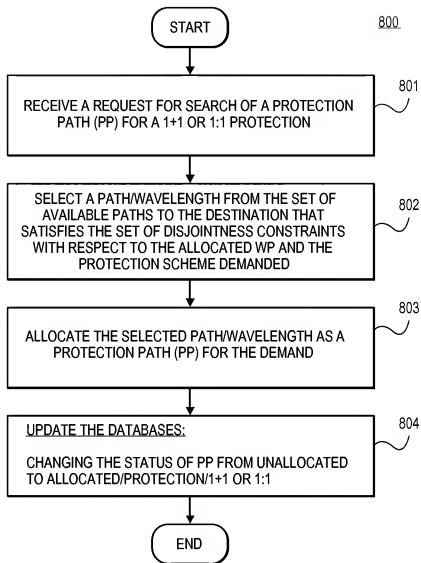 START
800
801
RECEIVE A REQUEST FOR SEARCH OF A PROTECTION
PATH (PP) FOR A 1+1 OR 1:1 PROTECTION
802
SELECT A PATH/WAVELENGTH FROM THE SET OF
AVAILABLE PATHS TO THE DESTINATION THAT
SATISFIES THE SET OF DISJOINTNESS CONSTRAINTS
WITH RESPECT TO THE ALLOCATED WP AND THE
PROTECTION SCHEME DEMANDED
803
ALLOCATE THE SELECTED PATH/WAVELENGTH AS A
PROTECTION PATH (PP) FOR THE DEMAND
804
UPDATE THE DATABASES:
CHANGING THE STATUS OF PP FROM UNALLOCATED
TO ALLOCATED/PROTECTION/1+1 OR 1:1
END